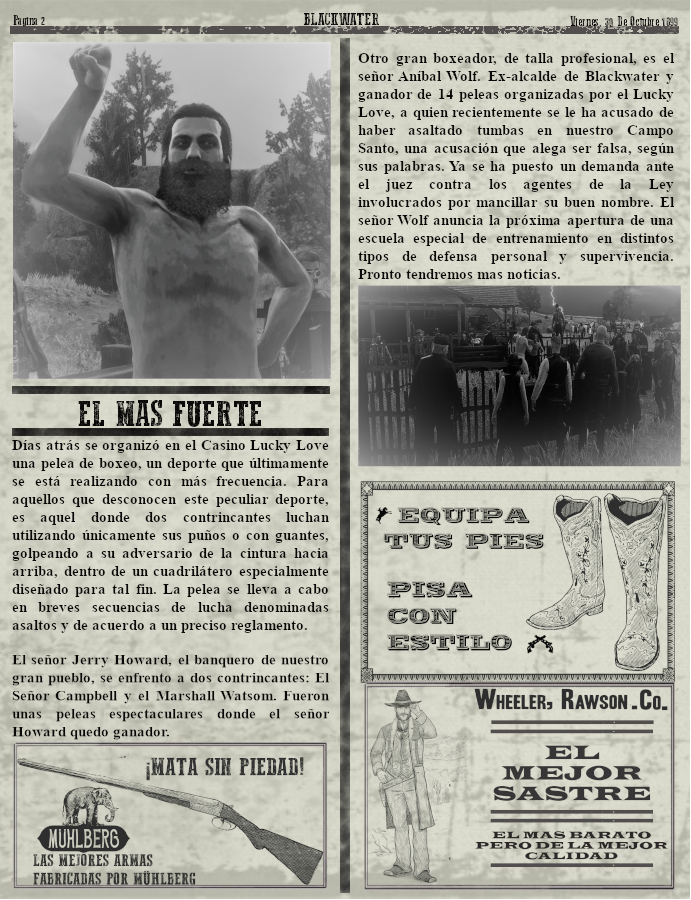 Pagina 2
BLACKWATER
Viernes, 30 De Octubre 1899
EL MAS FUERTE
Días atrás se organizó en el Casino Lucky Love
una pelea de boxeo, un deporte que últimamente
se está realizando con más frecuencia. Para
aquellos que desconocen este peculiar deporte,
es aquel donde dos contrincantes luchan
utilizando únicamente sus puños o con guantes,
golpeando a su adversario de la cintura hacia
arriba, dentro de un cuadrilátero especialmente
diseñado para tal fin. La pelea se lleva a cabo
en breves secuencias de lucha denominadas
asaltos y de acuerdo a un preciso reglamento.
El señor Jerry Howard, el banquero de nuestro
gran pueblo, se enfrento a dos contrincantes: El
Señor Campbell y el Marshall Watsom. Fueron
unas peleas espectaculares donde el señor
Howard quedo ganador.
¡MATA SIN PIEDAD!
MUHLBERG
LAS MEJORES ARMAS
FABRICADAS POR MÜHLBERG
Otro gran boxeador, de talla profesional, es el
señor Aníbal Wolf. Ex-alcalde de Blackwater y
ganador de 14 peleas organizadas por el Lucky
Love, a quien recientemente se le ha acusado de
haber asaltado tumbas en nuestro Campo
Santo, una acusación que alega ser falsa, según
sus palabras. Ya se ha puesto un demanda ante
el juez contra los agentes de la Ley
involucrados por mancillar su buen nombre. El
señor Wolf anuncia la próxima apertura de una
escuela especial de entrenamiento en distintos
tipos de defensa personal y supervivencia.
Pronto tendremos mas noticias.
EQUIPA
TUS PIES
PISA
CON
ESTILO
WHEELER, RAWSON.CO.
EL
MEJOR
SASTRE
EL MAS BARATO
PERO DE LA MEJOR
CALIDAD